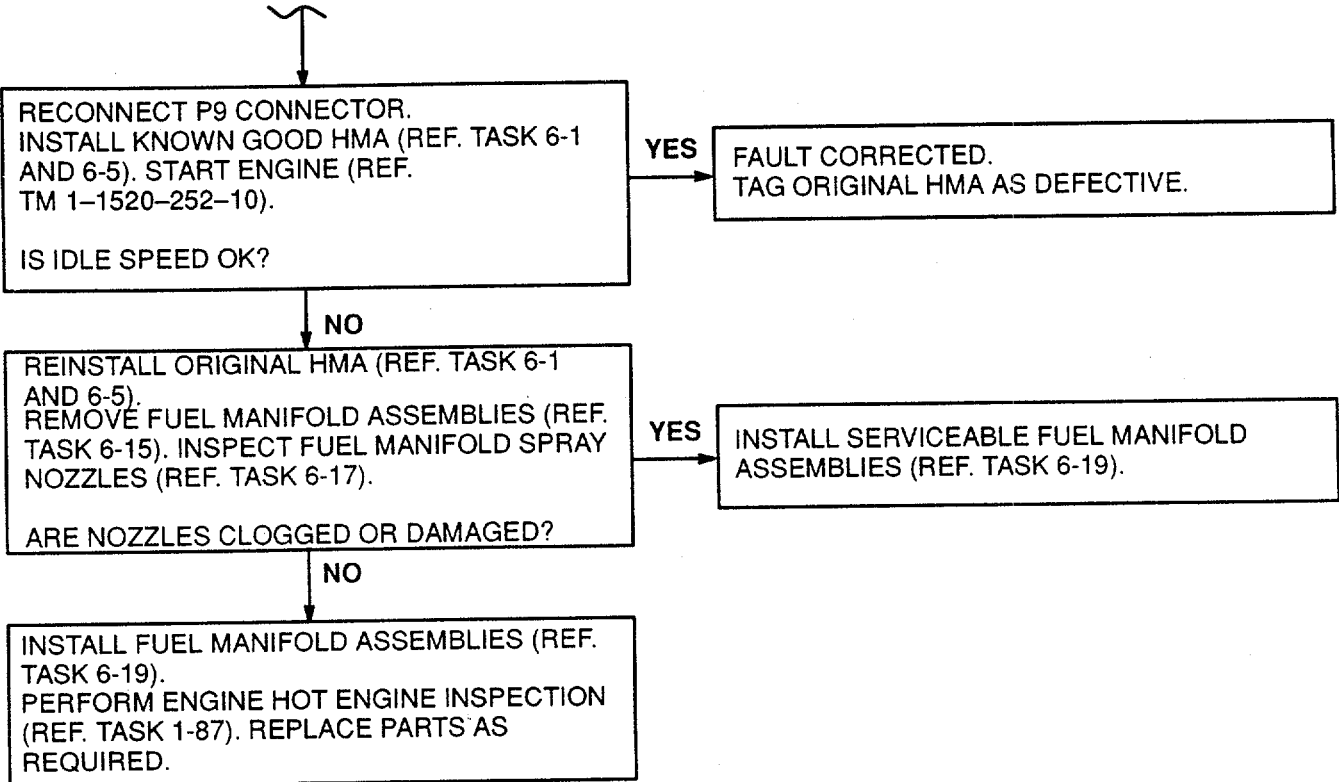 RECONNECT P9 CONNECTOR.
INSTALL KNOWN GOOD HMA (REF. TASK 6-1
AND 6-5). START ENGINE (REF.
TM 1–1520–252–10).
IS IDLE SPEED OK?
YES
FAULT CORRECTED.
TAG ORIGINAL HMA AS DEFECTIVE.
NO
REINSTALL ORIGINAL HMA (REF. TASK 6-1
AND 6-5).
REMOVE FUEL MANIFOLD ASSEMBLIES (REF.
TASK 6-15). INSPECT FUEL MANIFOLD SPRAY
NOZZLES (REF. TASK 6-17).
ARE NOZZLES CLOGGED OR DAMAGED?
YES
INSTALL SERVICEABLE FUEL MANIFOLD
ASSEMBLIES (REF. TASK 6-19).
NO
INSTALL FUEL MANIFOLD ASSEMBLIES (REF.
TASK 6-19).
PERFORM ENGINE HOT ENGINE INSPECTION
(REF. TASK 1-87). REPLACE PARTS AS
REQUIRED.